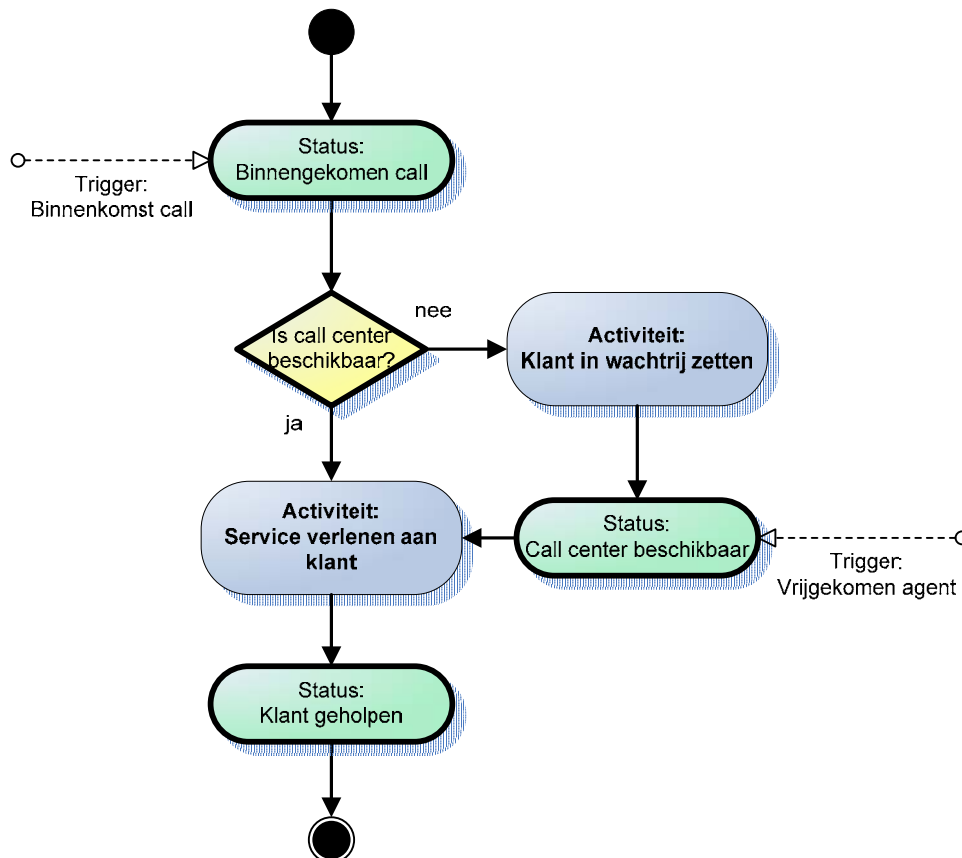 Status:
Binnengekomen call
Trigger:
Binnenkomst call
Is call center
beschikbaar?
nee
Activiteit:
Klant in wachtrij zetten
ja
Activiteit:
Service verlenen aan
klant
Status:
Call center beschikbaar
Trigger:
Vrijgekomen agent
Status:
Klant geholpen